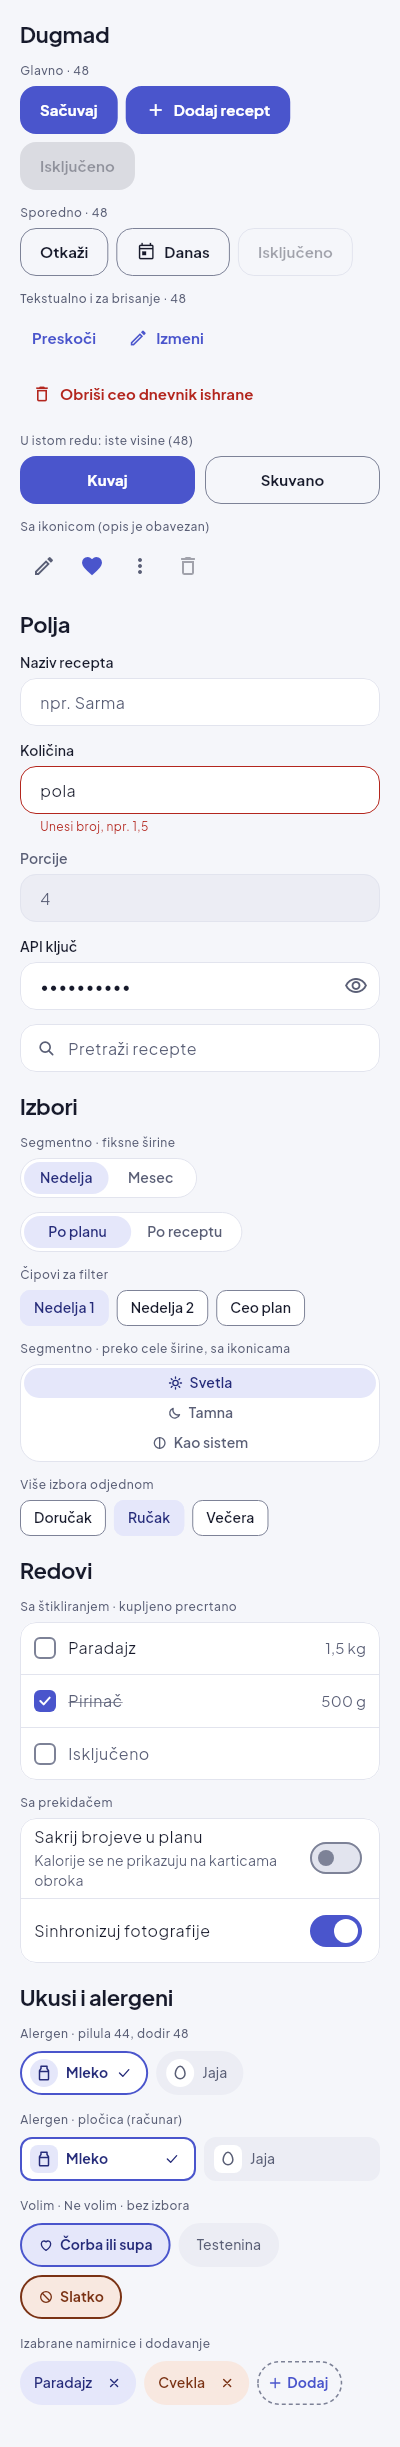 Dugmad
Glavno · 48
Sačuvaj
Dodaj recept
Isključeno
Sporedno · 48
Otkaži
Danas
Isključeno
Tekstualno i za brisanje · 48
Preskoči
Izmeni
Obriši ceo dnevnik ishrane
U istom redu: iste visine (48)
Kuvaj
Skuvano
Sa ikonicom (opis je obavezan)
Polja
Naziv recepta
npr. Sarma
Količina
pola
Unesi broj, npr. 1,5
Porcije
4
API ključ
••••••••••
Pretraži recepte
Izbori
Segmentno · fiksne širine
Nedelja
Mesec
Po planu
Po receptu
Čipovi za filter
Nedelja 1
Nedelja 2
Ceo plan
Segmentno · preko cele širine, sa ikonicama
Svetla
Tamna
Kao sistem
Više izbora odjednom
Doručak
Ručak
Večera
Redovi
Sa štikliranjem · kupljeno precrtano
Paradajz 1,5 kg
Pirinač 500 g
Isključeno
Sa prekidačem
Sakrij brojeve u planu
Kalorije se ne prikazuju na karticama
obroka
Sinhronizuj fotografije
Ukusi i alergeni
Alergen · pilula 44, dodir 48
Mleko
Jaja
Alergen · pločica (računar)
Mleko
Jaja
Volim · Ne volim · bez izbora
Čorba ili supa
Testenina
Slatko
Izabrane namirnice i dodavanje
Paradajz
Cvekla
Dodaj